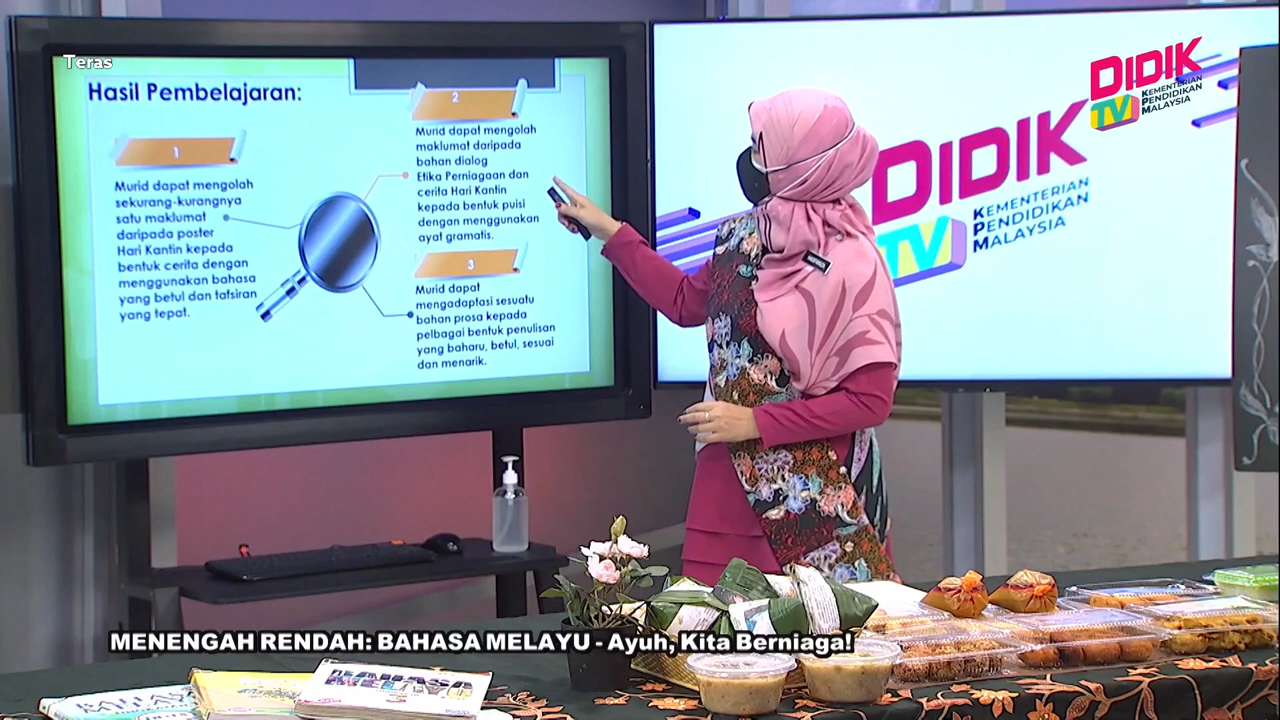 Teras
Hasil Pembelajaran:
1
Murid dapat mengolah
sekurang-kurangnya
satu maklumat
daripada poster
Hari Kantin kepada
bentuk cerita dengan
menggunakan bahasa
yang betul dan tafsiran
yang tepat.
2
Murid dapat mengolah
maklumat daripada
bahan dialog
Etika Perniagaan dan
cerita Hari Kantin
kepada bentuk puisi
dengan menggunakan
ayat gramatis.
3
Murid dapat
mengadaptasi sesuatu
bahan prosa kepada
pelbagai bentuk penulisan
yang baharu, betul, sesuai
dan menarik.
DIDIK
TV
KEMENTERIAN
PENDIDIKAN
MALAYSIA
DIDIK
TV
KEMENTERIAN
PENDIDIKAN
MALAYSIA
MENENGAH RENDAH: BAHASA MELAYU - Ayuh, Kita Berniaga!
BAHASA
MELAYU